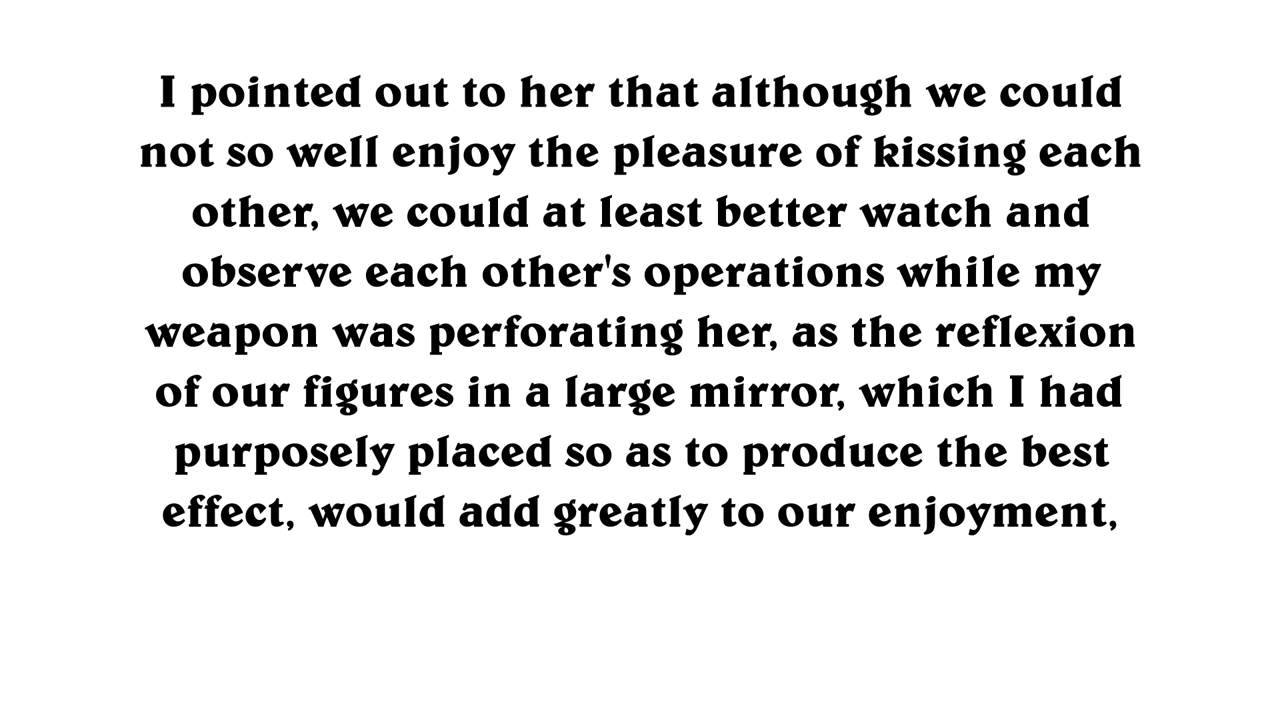 I pointed out to her that although we could
not so well enjoy the pleasure of kissing each
other, we could at least better watch and
observe each other's operations while my
weapon was perforating her, as the reflexion
of our figures in a large mirror, which I had
purposely placed so as to produce the best
effect, would add greatly to our enjoyment,